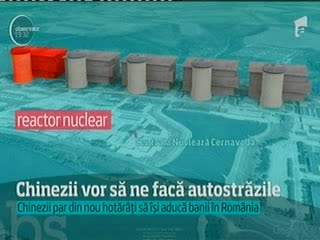 reactor nuclear
Centrala Nucleară Cernavodă
Chinezii vor să ne facă autostrăzile
Chinezii par din nou hotărâți să își aducă banii în România